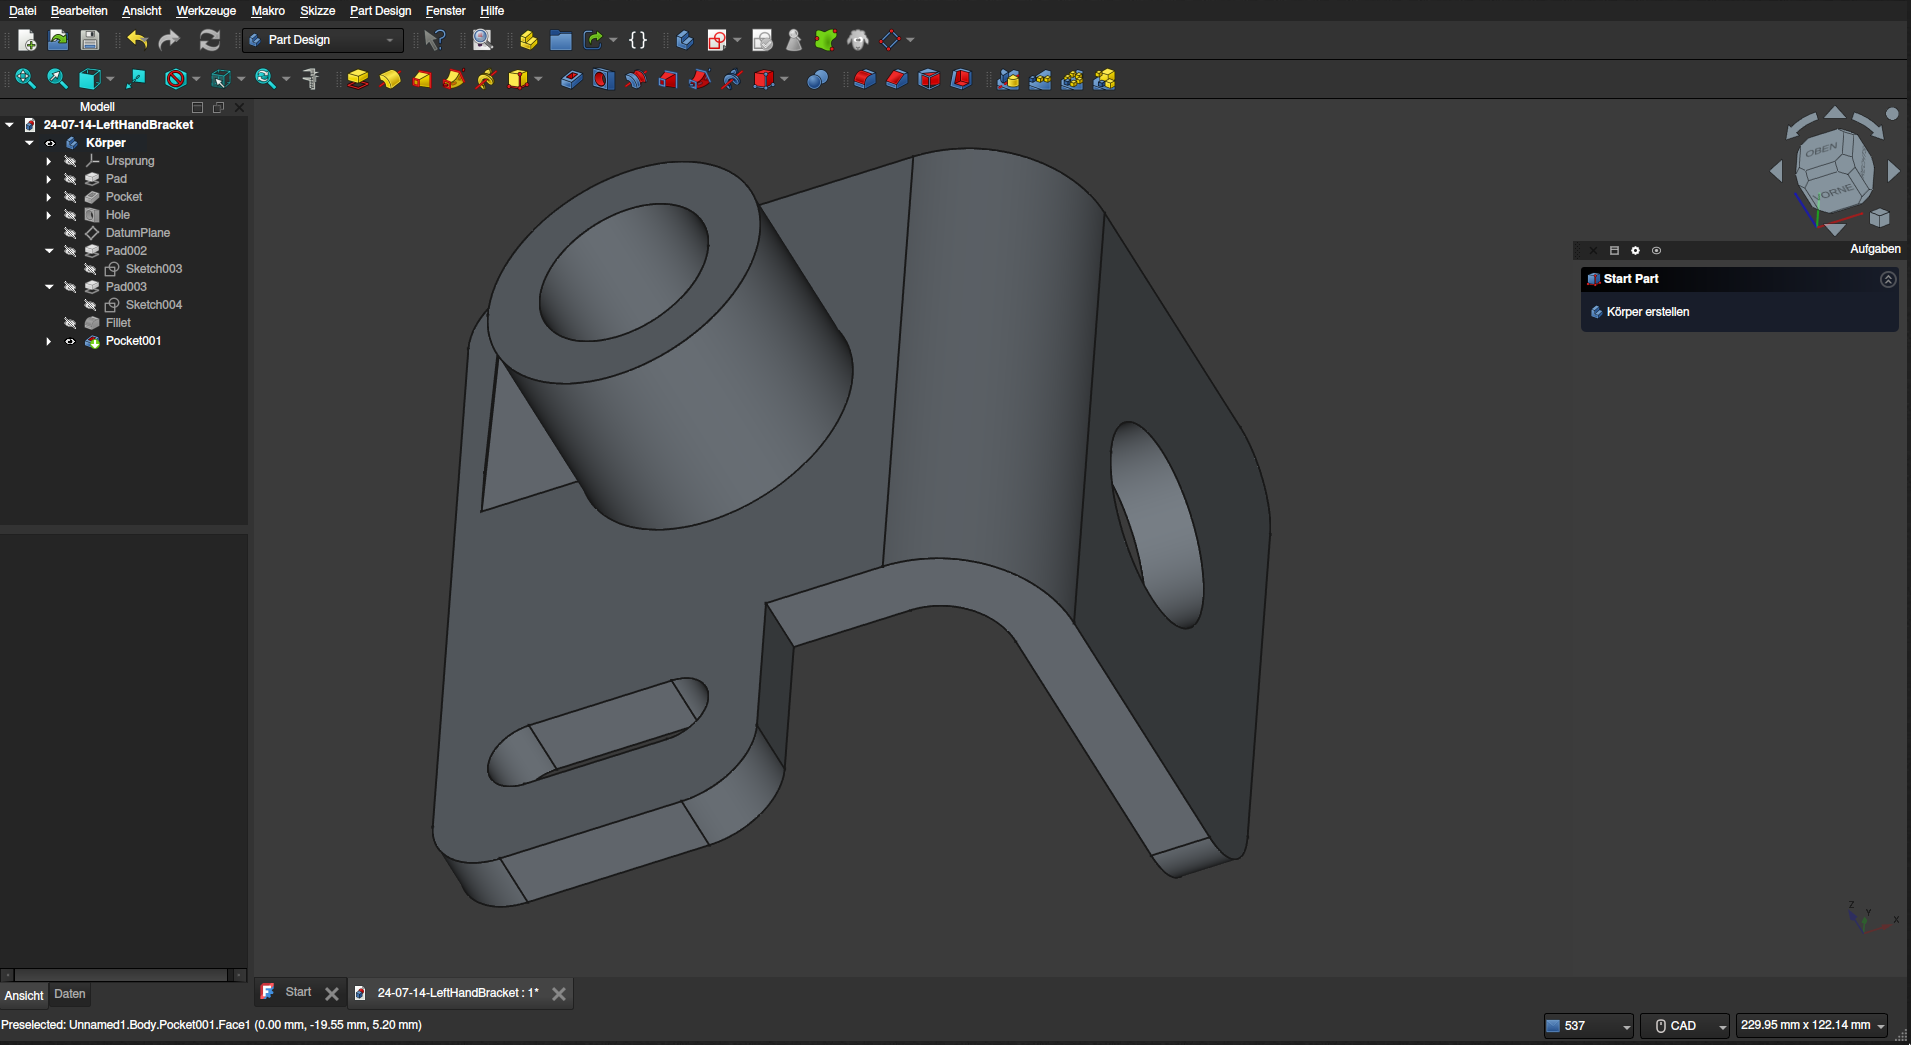 Datei Bearbeiten Ansicht Werkzeuge Makro Skizze Part Design Fenster Hilfe
Part Design
Modell
24-07-14-LeftHandBracket
Körper
Ursprung
Pad
Pocket
Hole
DatumPlane
Pad002
Sketch003
Pad003
Sketch004
Fillet
Pocket001
OBEN
VORNE
Aufgaben
Start Part
Körper erstellen
Z
Y
X
Ansicht Daten
Start
24-07-14-LeftHandBracket : 1*
Preselected: Unnamed1.Body.Pocket001.Face1 (0.00 mm, -19.55 mm, 5.20 mm)
537
CAD
229.95 mm x 122.14 mm